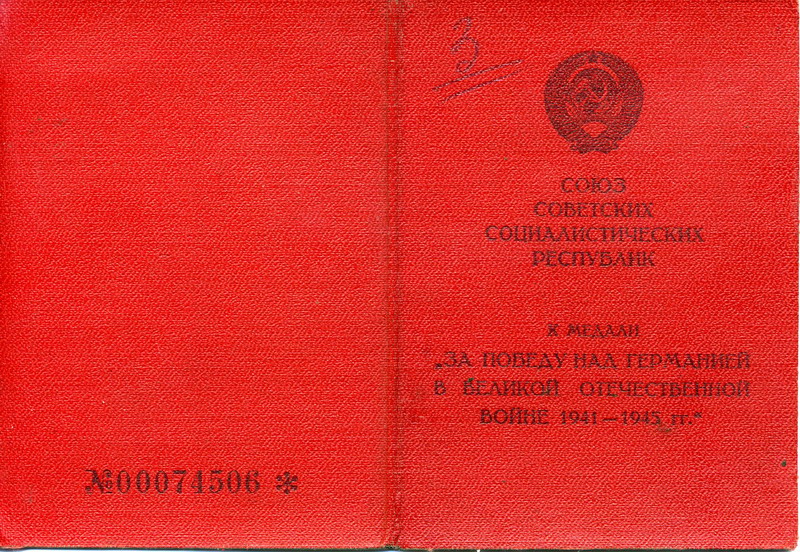 №00074506 *
З
СОЮЗ
СОВЕТСКИХ
СОЦИАЛИСТИЧЕСКИХ
РЕСПУБЛИК
К МЕДАЛИ
„ЗА ПОБЕДУ НАД ГЕРМАНИЕЙ
В ВЕЛИКОЙ ОТЕЧЕСТВЕННОЙ
ВОЙНЕ 1941—1945 гг.“